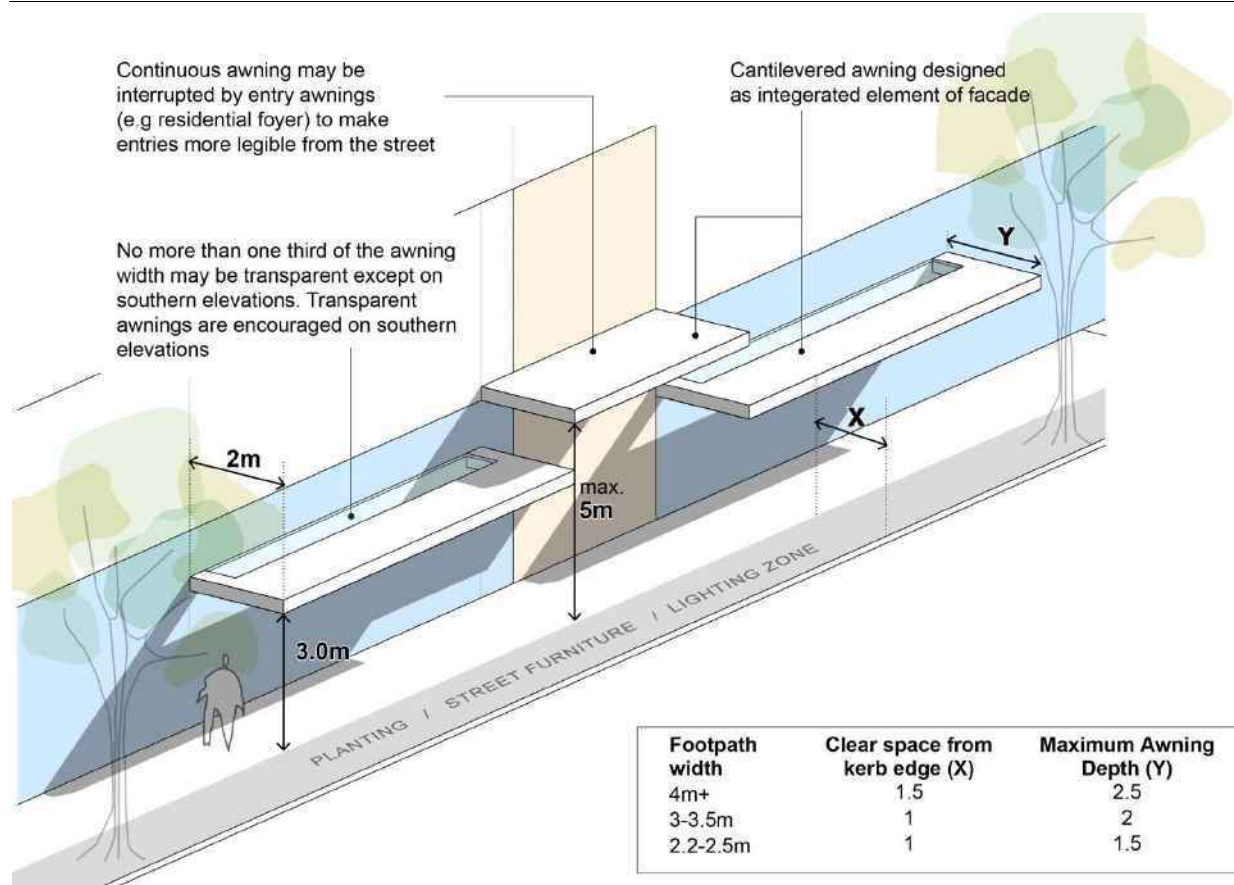 Continuous awning may be
interrupted by entry awnings
(e.g residential foyer) to make
entries more legible from the street
Cantilevered awning designed
as integerated element of facade
No more than one third of the awning
width may be transparent except on
southern elevations. Transparent
awnings are encouraged on southern
elevations
Y
X
2m
max.
5m
3.0m
PLANTING / STREET FURNITURE / LIGHTING ZONE
Footpath width Clear space from kerb edge (X) Maximum Awning Depth (Y)
4m+ 1.5 2.5
3-3.5m 1 2
2.2-2.5m 1 1.5